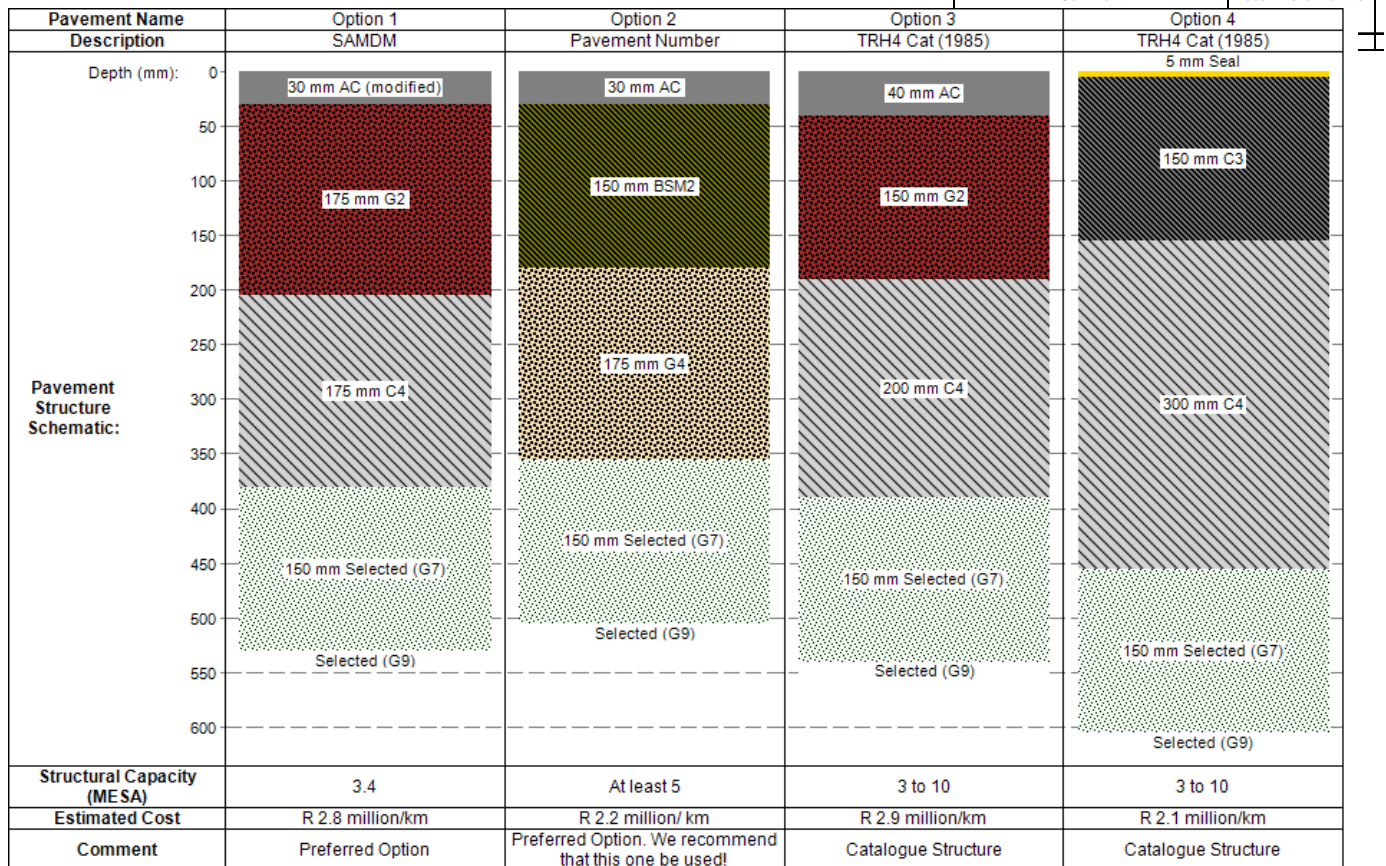 Pavement Name Option 1 Option 2 Option 3 Option 4
Description SAMDM Pavement Number TRH4 Cat (1985) TRH4 Cat (1985)
Depth (mm):
0
50
100
150
200
250
300
350
400
450
500
550
600
Pavement
Structure
Schematic:
30 mm AC (modified)
175 mm G2
175 mm C4
150 mm Selected (G7)
Selected (G9)
30 mm AC
150 mm BSM2
175 mm G4
150 mm Selected (G7)
Selected (G9)
40 mm AC
150 mm G2
200 mm C4
150 mm Selected (G7)
Selected (G9)
5 mm Seal
150 mm C3
300 mm C4
150 mm Selected (G7)
Selected (G9)
Structural Capacity
(MESA)
3.4 At least 5 3 to 10 3 to 10
Estimated Cost R 2.8 million/km R 2.2 million/ km R 2.9 million/km R 2.1 million/km
Comment
Preferred Option
Preferred Option. We recommend
that this one be used!
Catalogue Structure
Catalogue Structure